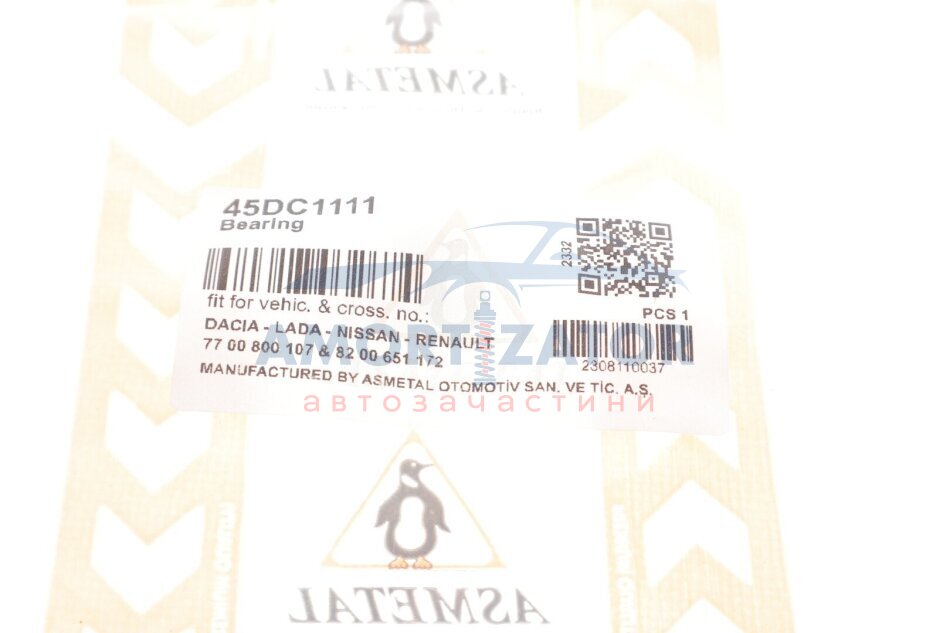 ASMETAL
45DC1111
Bearing
2332
fit for vehic. & cross. no.:
PCS 1
DACIA - LADA - NISSAN - RENAULT
77 00 800 107 & 82 00 651 172
2308110037
MANUFACTURED BY ASMETAL OTOMOTİV SAN. VE TİC. A.Ş.
AMORTIZATOR
автозачастини
ASMETAL